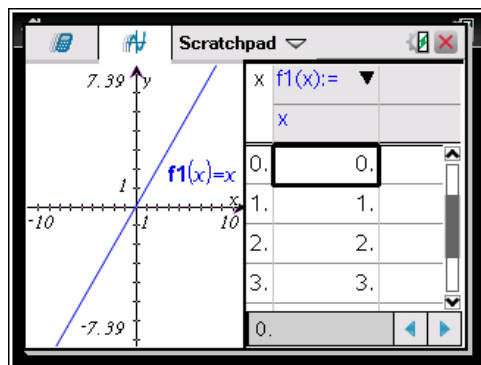 Scratchpad
7.39 y
f1(x)=x
1
x
-10 1 10
-7.39
x f1(x):= ▼
x
0. 0.
1. 1.
2. 2.
3. 3.
0.